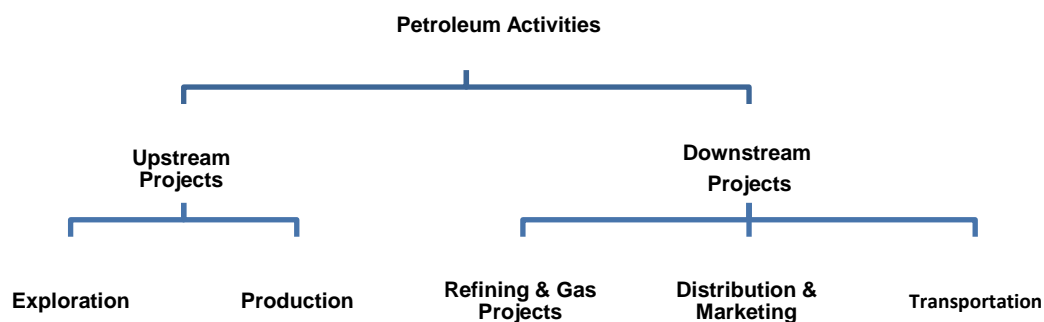 Petroleum Activities
Upstream
Projects
Downstream
Projects
Exploration
Production
Refining & Gas
Projects
Distribution &
Marketing
Transportation